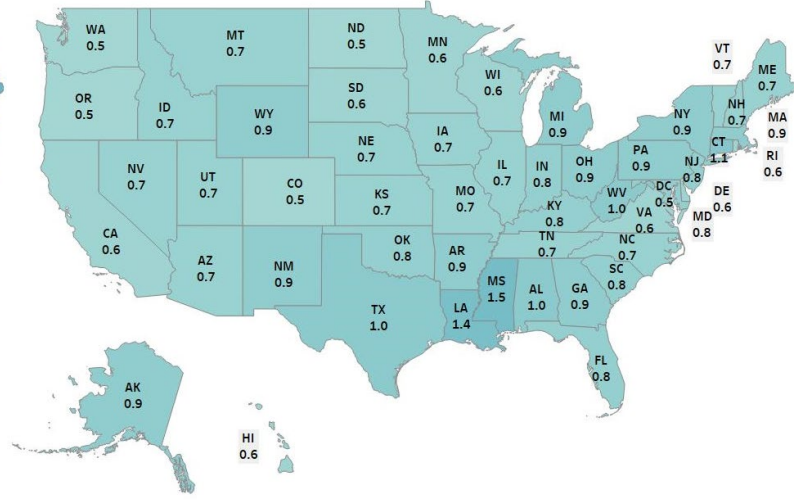 WA
0.5
MT
0.7
ND
0.5
MN
0.6
VT
0.7
ME
0.7
OR
0.5
ID
0.7
SD
0.6
WI
0.6
NH
0.7
WY
0.9
MI
0.9
NY
0.9
MA
0.9
NE
0.7
IA
0.7
CT
1.1
RI
0.6
NV
0.7
UT
0.7
CO
0.5
IL
0.7
IN
0.8
OH
0.9
PA
0.9
NJ
0.8
KS
0.7
MO
0.7
KY
0.8
WV
1.0
DC
0.5
DE
0.6
VA
0.6
MD
0.8
CA
0.6
AZ
0.7
NM
0.9
OK
0.8
AR
0.9
TN
0.7
NC
0.7
SC
0.8
TX
1.0
LA
1.4
MS
1.5
AL
1.0
GA
0.9
FL
0.8
AK
0.9
HI
0.6